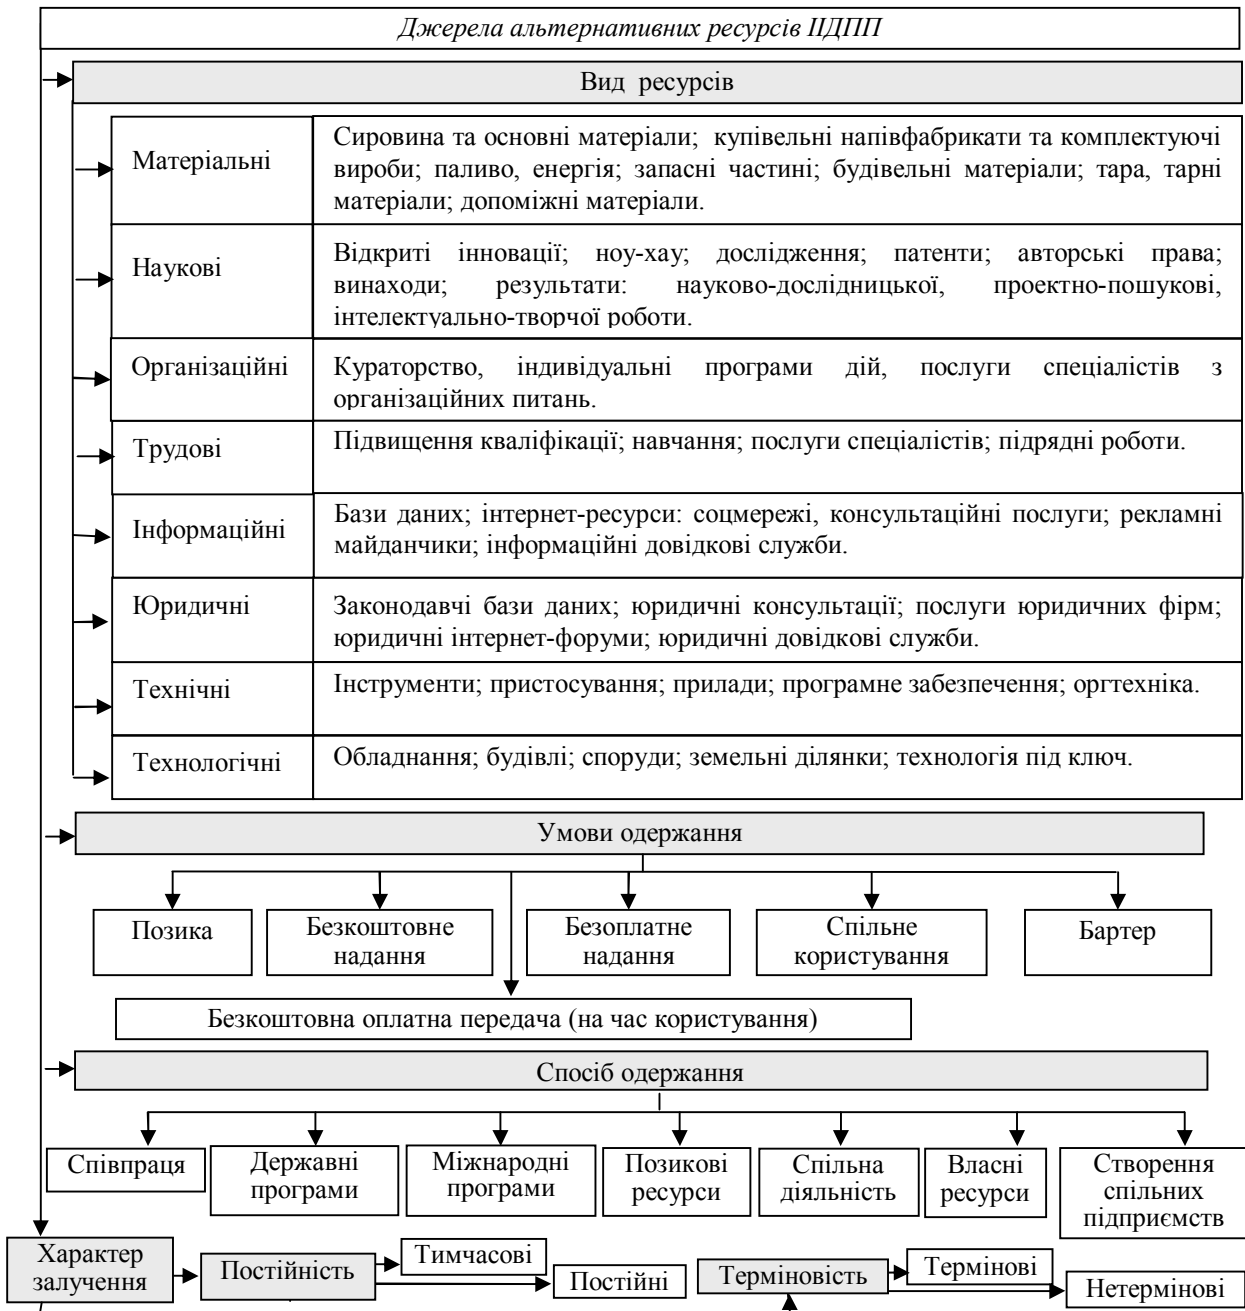 Джерела альтернативних ресурсів ІІДПП
Вид ресурсів
Матеріальні
Сировина та основні матеріали; купівельні напівфабрикати та комплектуючі
вироби; паливо, енергія; запасні частині; будівельні матеріали; тара, тарні
матеріали; допоміжні матеріали.
Наукові
Відкриті інновації; ноу-хау; дослідження; патенти; авторські права;
винаходи; результати: науково-дослідницької, проектно-пошукові,
інтелектуально-творчої роботи.
Організаційні
Кураторство, індивідуальні програми дій, послуги спеціалістів з
організаційних питань.
Трудові
Підвищення кваліфікації; навчання; послуги спеціалістів; підрядні роботи.
Інформаційні
Бази даних; інтернет-ресурси: соцмережі, консультаційні послуги; рекламні
майданчики; інформаційні довідкові служби.
Юридичні
Законодавчі бази даних; юридичні консультації; послуги юридичних фірм;
юридичні інтернет-форуми; юридичні довідкові служби.
Технічні
Інструменти; пристосування; прилади; програмне забезпечення; оргтехніка.
Технологічні
Обладнання; будівлі; споруди; земельні ділянки; технологія під ключ.
Умови одержання
Позика
Безкоштовне
надання
Безоплатне
надання
Спільне
користування
Бартер
Безкоштовна оплатна передача (на час користування)
Спосіб одержання
Співпраця
Державні
програми
Міжнародні
програми
Позикові
ресурси
Спільна
діяльність
Власні
ресурси
Створення
спільних
підприємств
Характер
залучення
Постійність
Тимчасові
Постійні
Терміновість
Термінові
Нетермінові